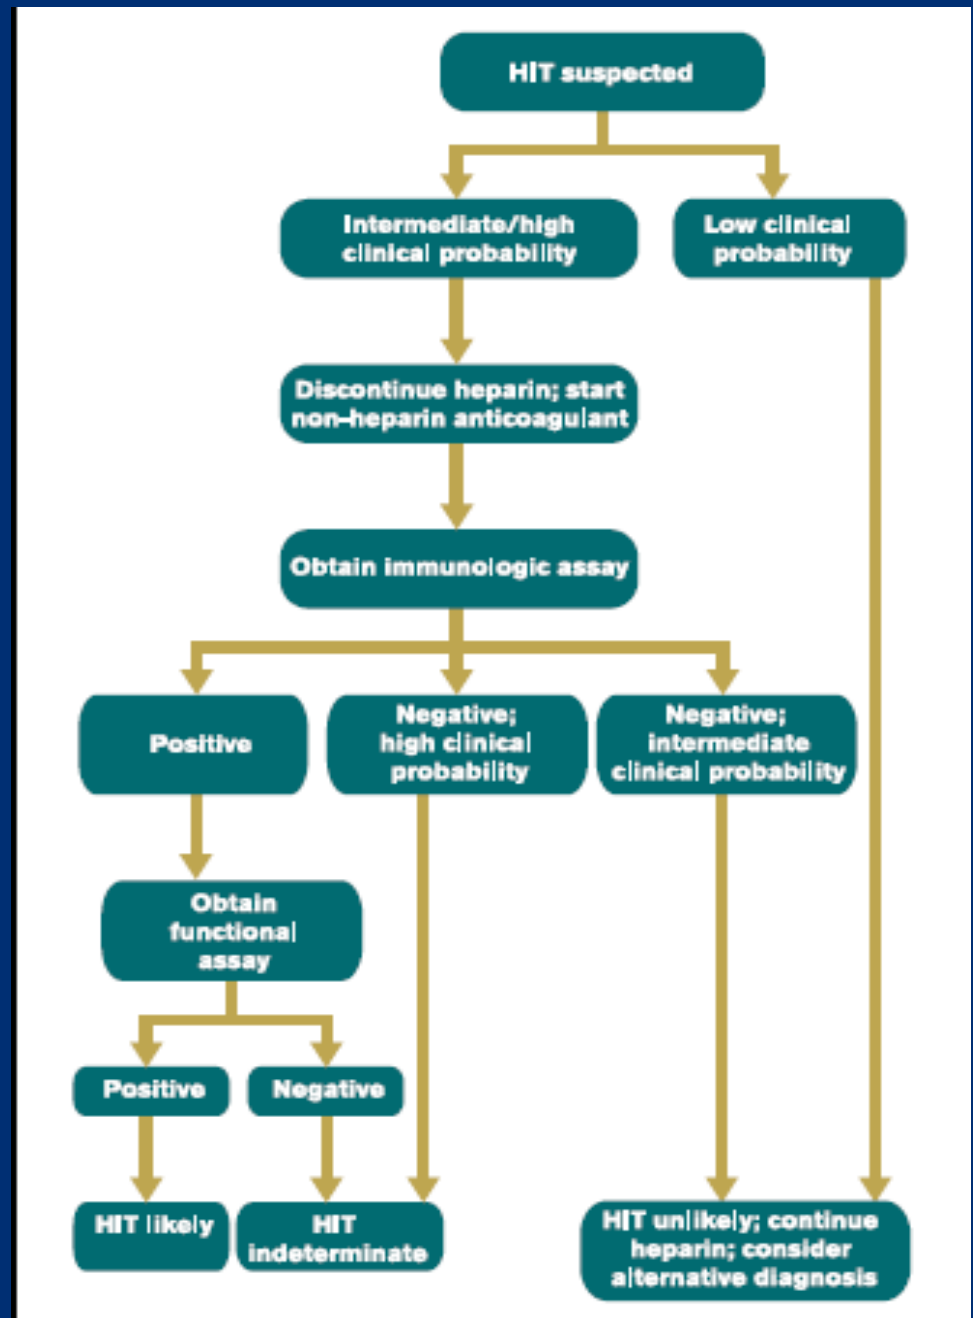 HIT suspected
Intermediate/high
clinical probability
Low clinical
probability
Discontinue heparin; start
non-heparin anticoagulant
Obtain immunologic assay
Positive
Negative;
high clinical
probability
Negative;
intermediate
clinical probability
Obtain
functional
assay
Positive
Negative
HIT likely
HIT
indeterminate
HIT unlikely; continue
heparin; consider
alternative diagnosis